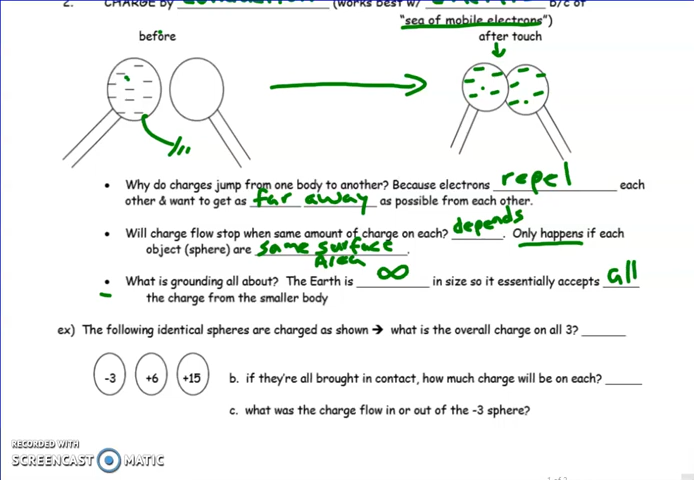 2. CHARGE by (works best w/ b/c of
"sea of mobile electrons")
before after touch
• Why do charges jump from one body to another? Because electrons repel each
other & want to get as far away as possible from each other.
• Will charge flow stop when same amount of charge on each? depends. Only happens if each
object (sphere) are same surface Area.
• What is grounding all about? The Earth is ∞ in size so it essentially accepts all
the charge from the smaller body
ex) The following identical spheres are charged as shown → what is the overall charge on all 3? ______
-3 +6 +15 b. if they're all brought in contact, how much charge will be on each? ______
c. what was the charge flow in or out of the -3 sphere?
RECORDED WITH
SCREENCAST MATIC